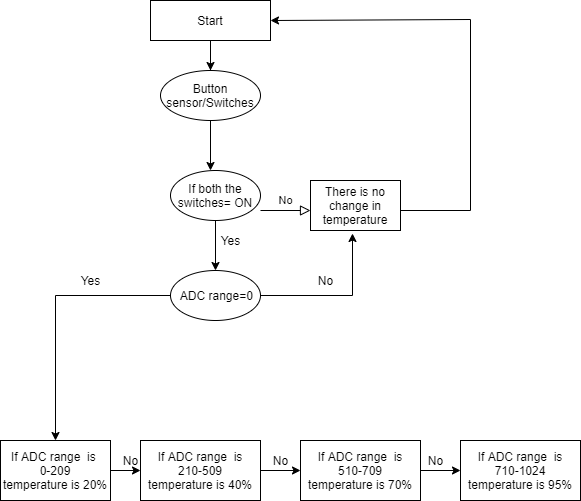 Start
Button
sensor/Switches
If both the
switches= ON
No
There is no
change in
temperature
Yes
ADC range=0
Yes
No
If ADC range is
0-209
temperature is 20%
No
If ADC range is
210-509
temperature is 40%
No
If ADC range is
510-709
temperature is 70%
No
If ADC range is
710-1024
temperature is 95%